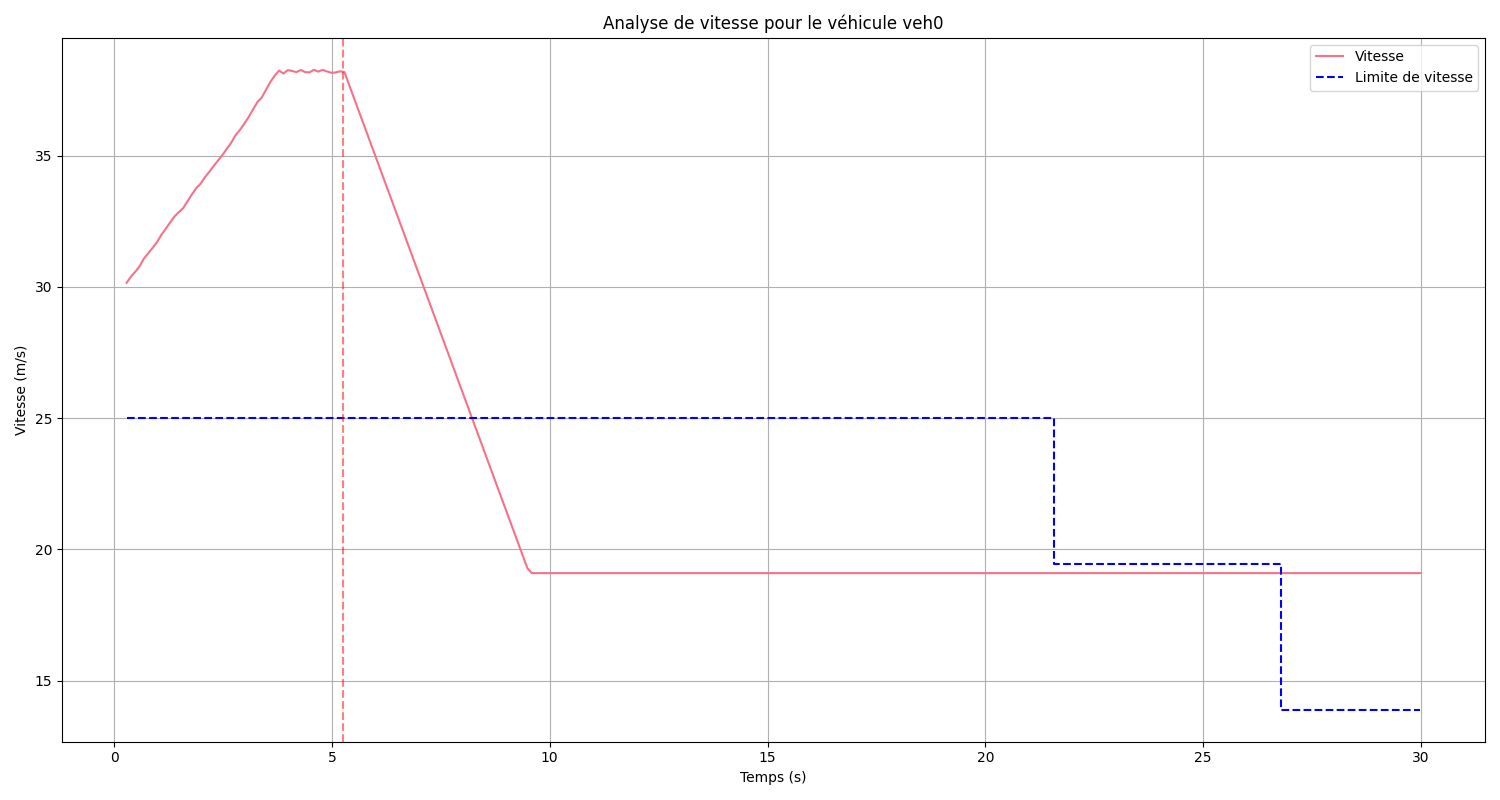 Analyse de vitesse pour le véhicule veh0
Vitesse
Limite de vitesse
Vitesse (m/s)
35
30
25
20
15
0 5 10 15 20 25 30
Temps (s)